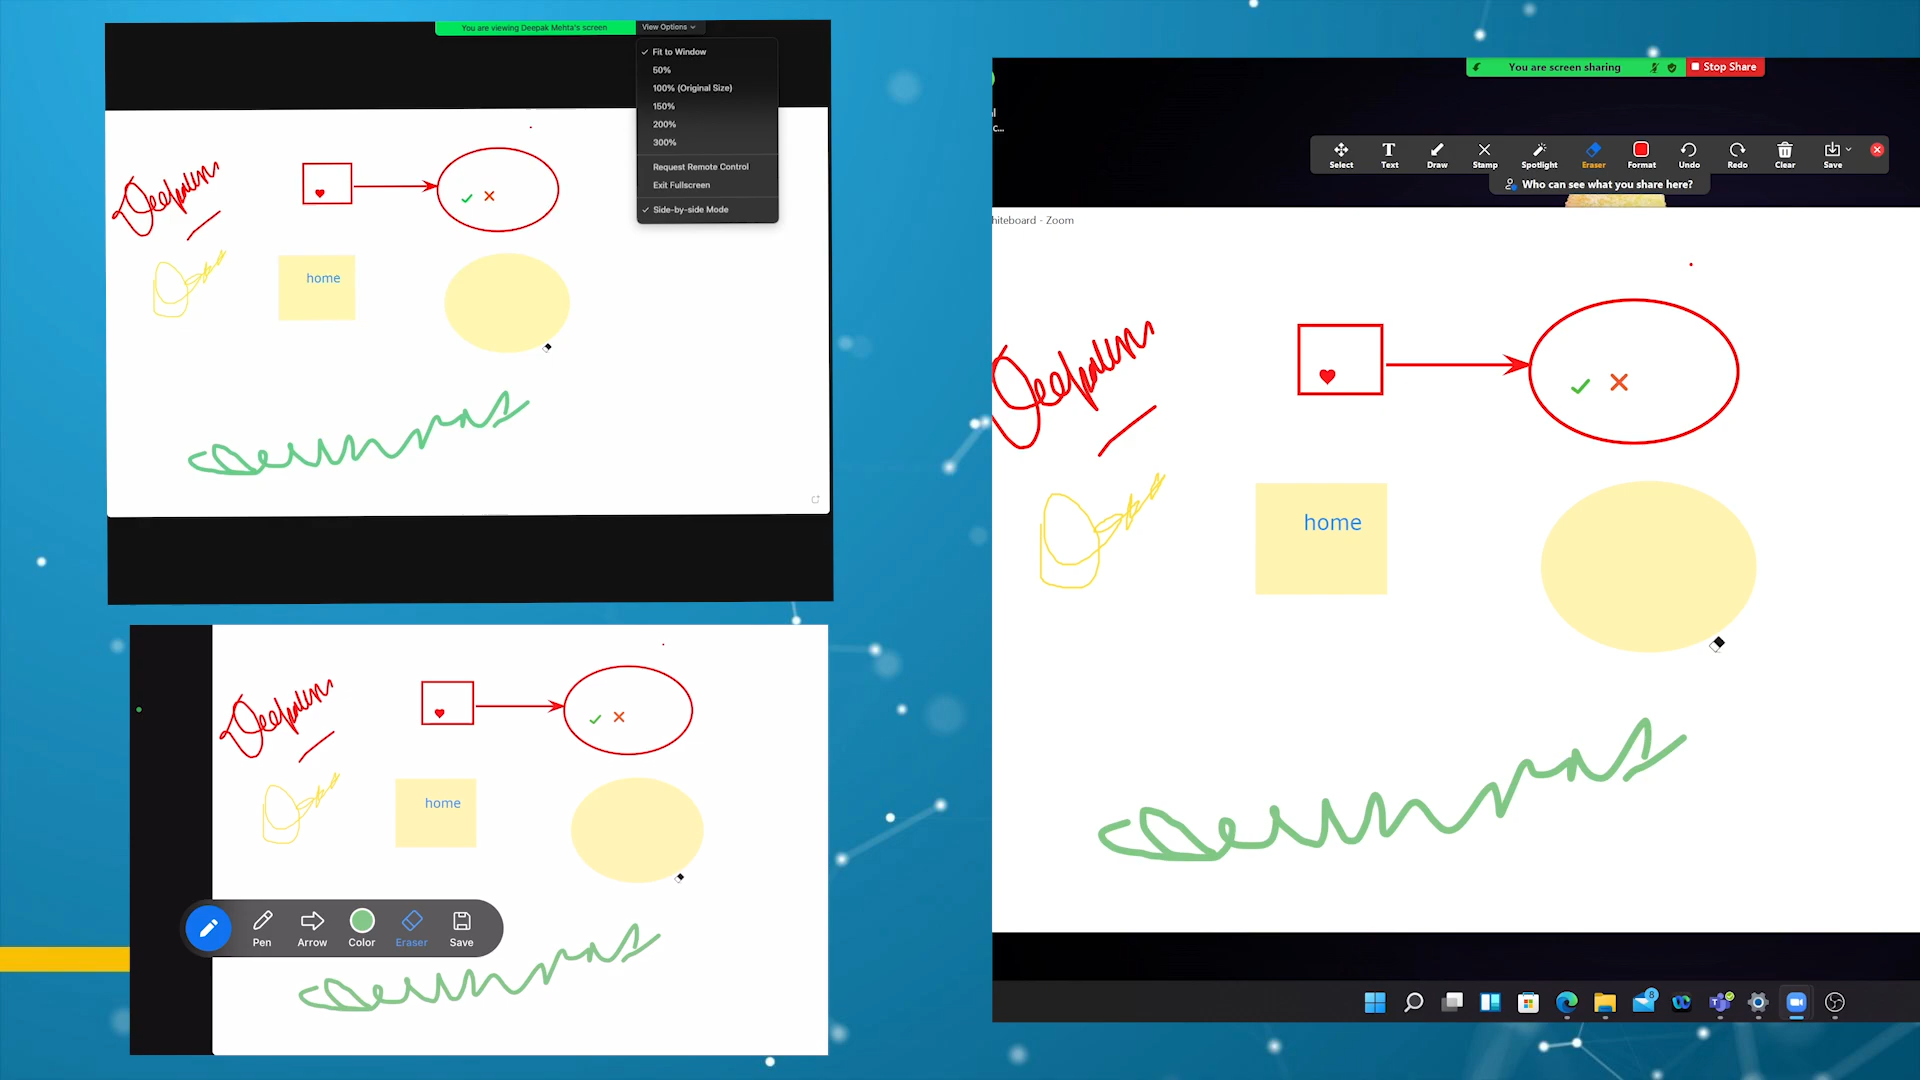 You are viewing Deepak Mehta's screen
View Options
Fit to Window
50%
100% (Original Size)
150%
200%
300%
Request Remote Control
Exit Fullscreen
Side-by-side Mode
home
home
Pen
Arrow
Color
Eraser
Save
You are screen sharing
Stop Share
Select
Text
Draw
Stamp
Spotlight
Eraser
Format
Undo
Redo
Clear
Save
Who can see what you share here?
hiteboard - Zoom
home